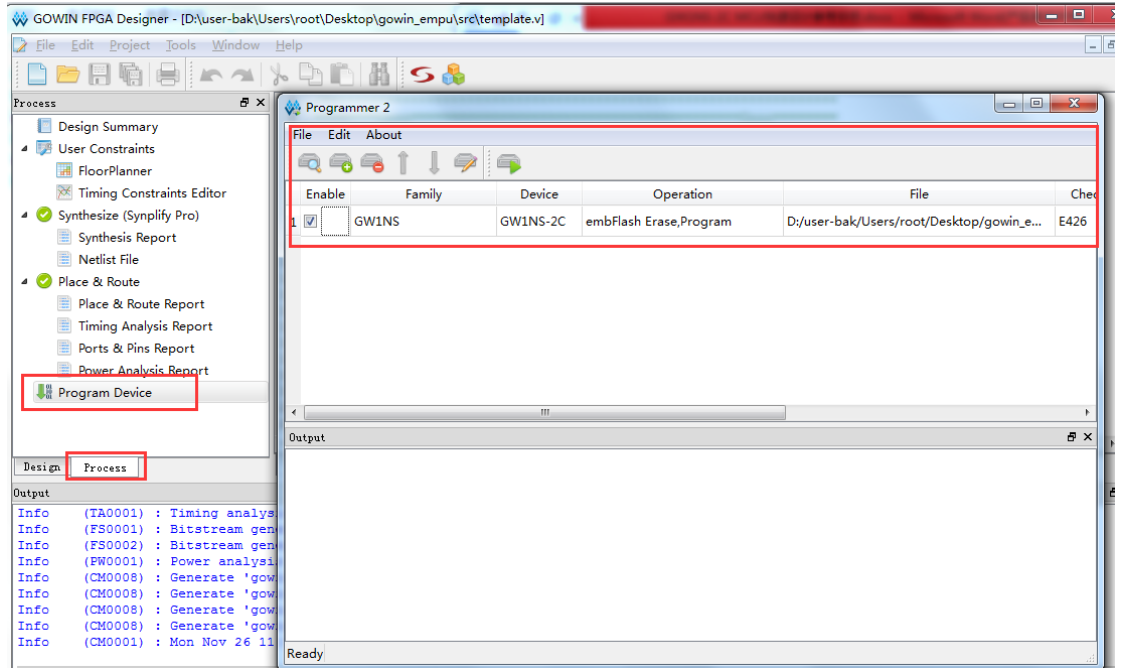 GOWIN FPGA Designer - [D:\user-bak\Users\root\Desktop\gowin_empu\src\template.v]
File Edit Project Tools Window Help
Process
Design Summary
User Constraints
FloorPlanner
Timing Constraints Editor
Synthesize (Synplify Pro)
Synthesis Report
Netlist File
Place & Route
Place & Route Report
Timing Analysis Report
Ports & Pins Report
Power Analysis Report
Program Device
Design Process
Programmer 2
File Edit About
Enable Family Device Operation File Chec
1 GW1NS GW1NS-2C embFlash Erase,Program D:/user-bak/Users/root/Desktop/gowin_e... E426
Output
Ready
Output
Info (TA0001) : Timing analys
Info (FS0001) : Bitstream gen
Info (FS0002) : Bitstream gen
Info (PW0001) : Power analysi
Info (CM0008) : Generate 'gow
Info (CM0008) : Generate 'gow
Info (CM0008) : Generate 'gow
Info (CM0008) : Generate 'gow
Info (CM0001) : Mon Nov 26 11